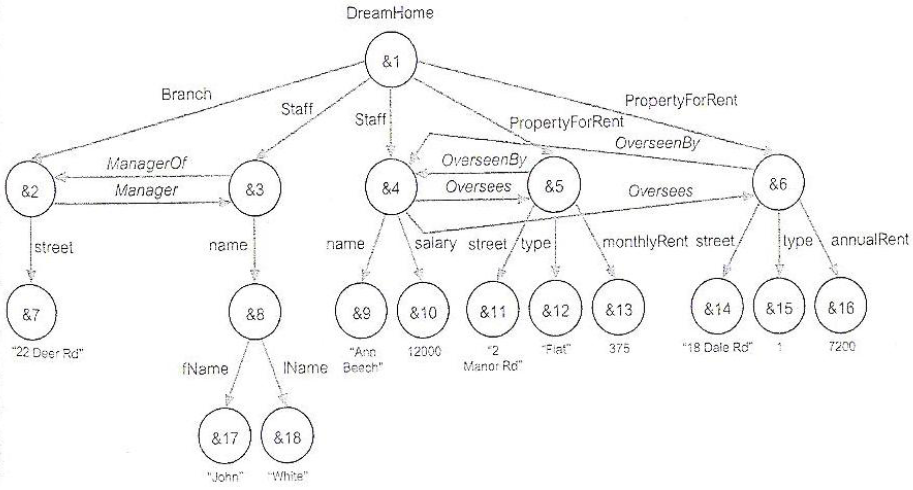 DreamHome
&1
Branch
Staff
Staff
PropertyForRent
PropertyForRent
OverseenBy
ManagerOf
OverseenBy
&2
Manager
&3
&4
Oversees
&5
Oversees
&6
street
name
name
salary
street
type
monthlyRent
street
type
annualRent
&7
&8
&9
&10
&11
&12
&13
&14
&15
&16
"22 Deer Rd"
"Ann
Beech"
12000
"2
Manor Rd"
"Flat"
375
"18 Dale Rd"
1
7200
fName
lName
&17
&18
"John"
"White"